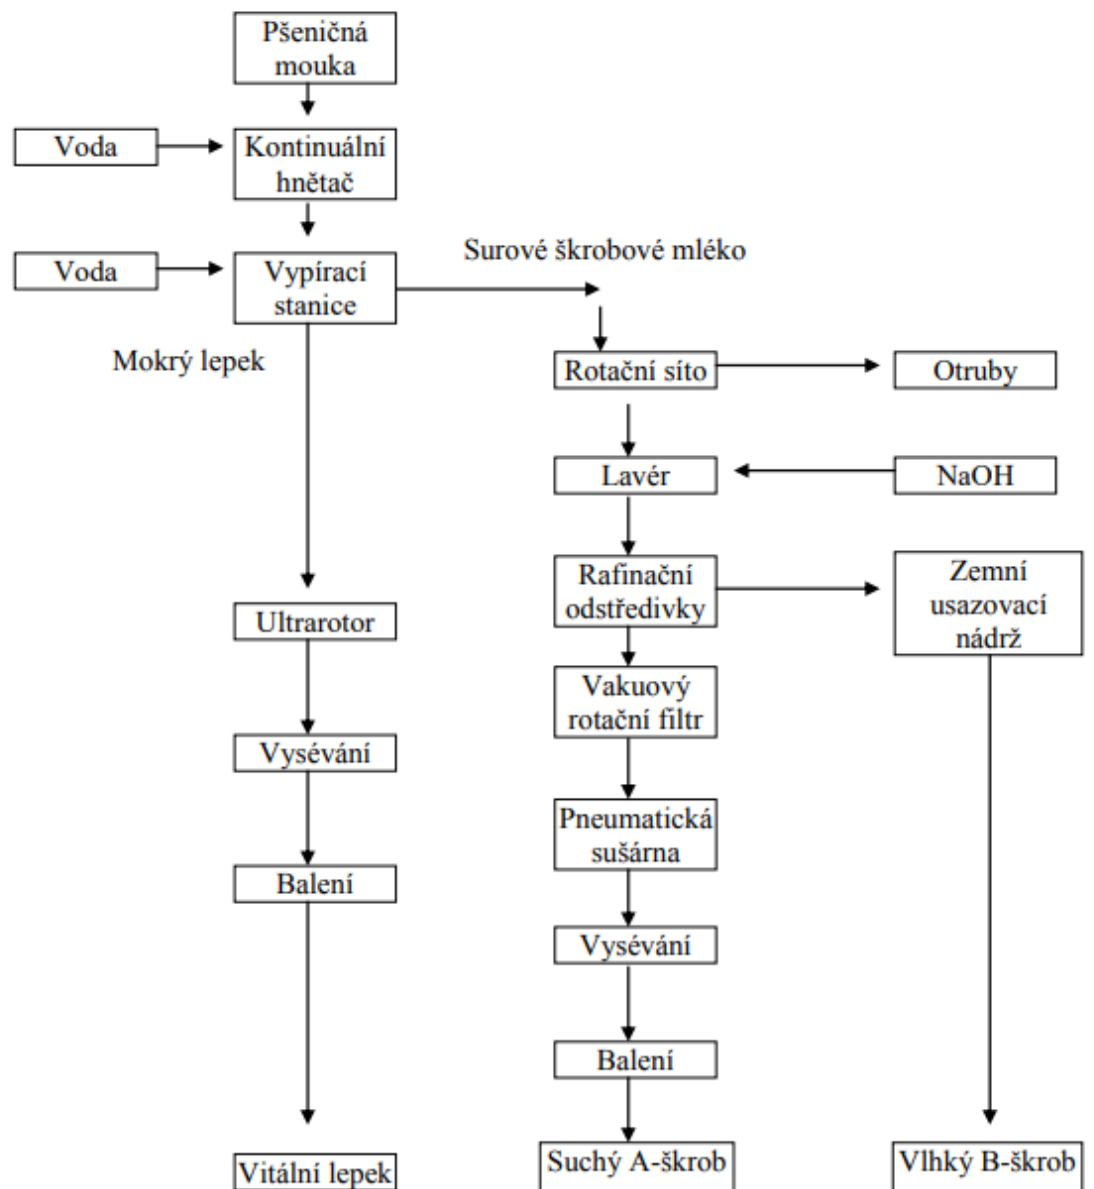 Pšeničná
mouka
Voda
Kontinuální
hnětač
Surové škrobové mléko
Voda
Vypírací
stanice
Mokrý lepek
Rotační síto
Otruby
Lavér
NaOH
Rafinační
odstředivky
Zemní
usazovací
nádrž
Ultrarotor
Vakuový
rotační filtr
Vysévání
Pneumatická
sušárna
Balení
Vysévání
Balení
Vitální lepek
Suchý A-škrob
Vlhký B-škrob